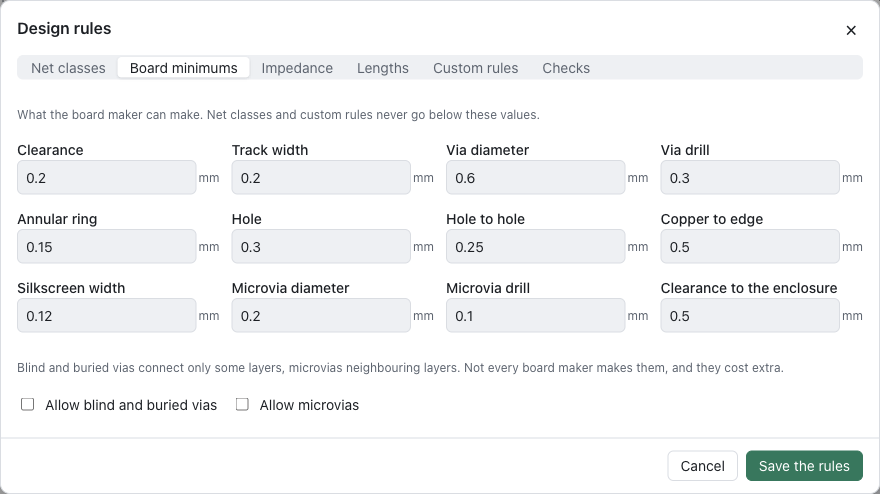 Design rules
Net classes Board minimums Impedance Lengths Custom rules Checks
What the board maker can make. Net classes and custom rules never go below these values.
Clearance Track width Via diameter Via drill
0.2 mm 0.2 mm 0.6 mm 0.3 mm
Annular ring Hole Hole to hole Copper to edge
0.15 mm 0.3 mm 0.25 mm 0.5 mm
Silkscreen width Microvia diameter Microvia drill Clearance to the enclosure
0.12 mm 0.2 mm 0.1 mm 0.5 mm
Blind and buried vias connect only some layers, microvias neighbouring layers. Not every board maker makes them, and they cost extra.
Allow blind and buried vias Allow microvias
Cancel Save the rules